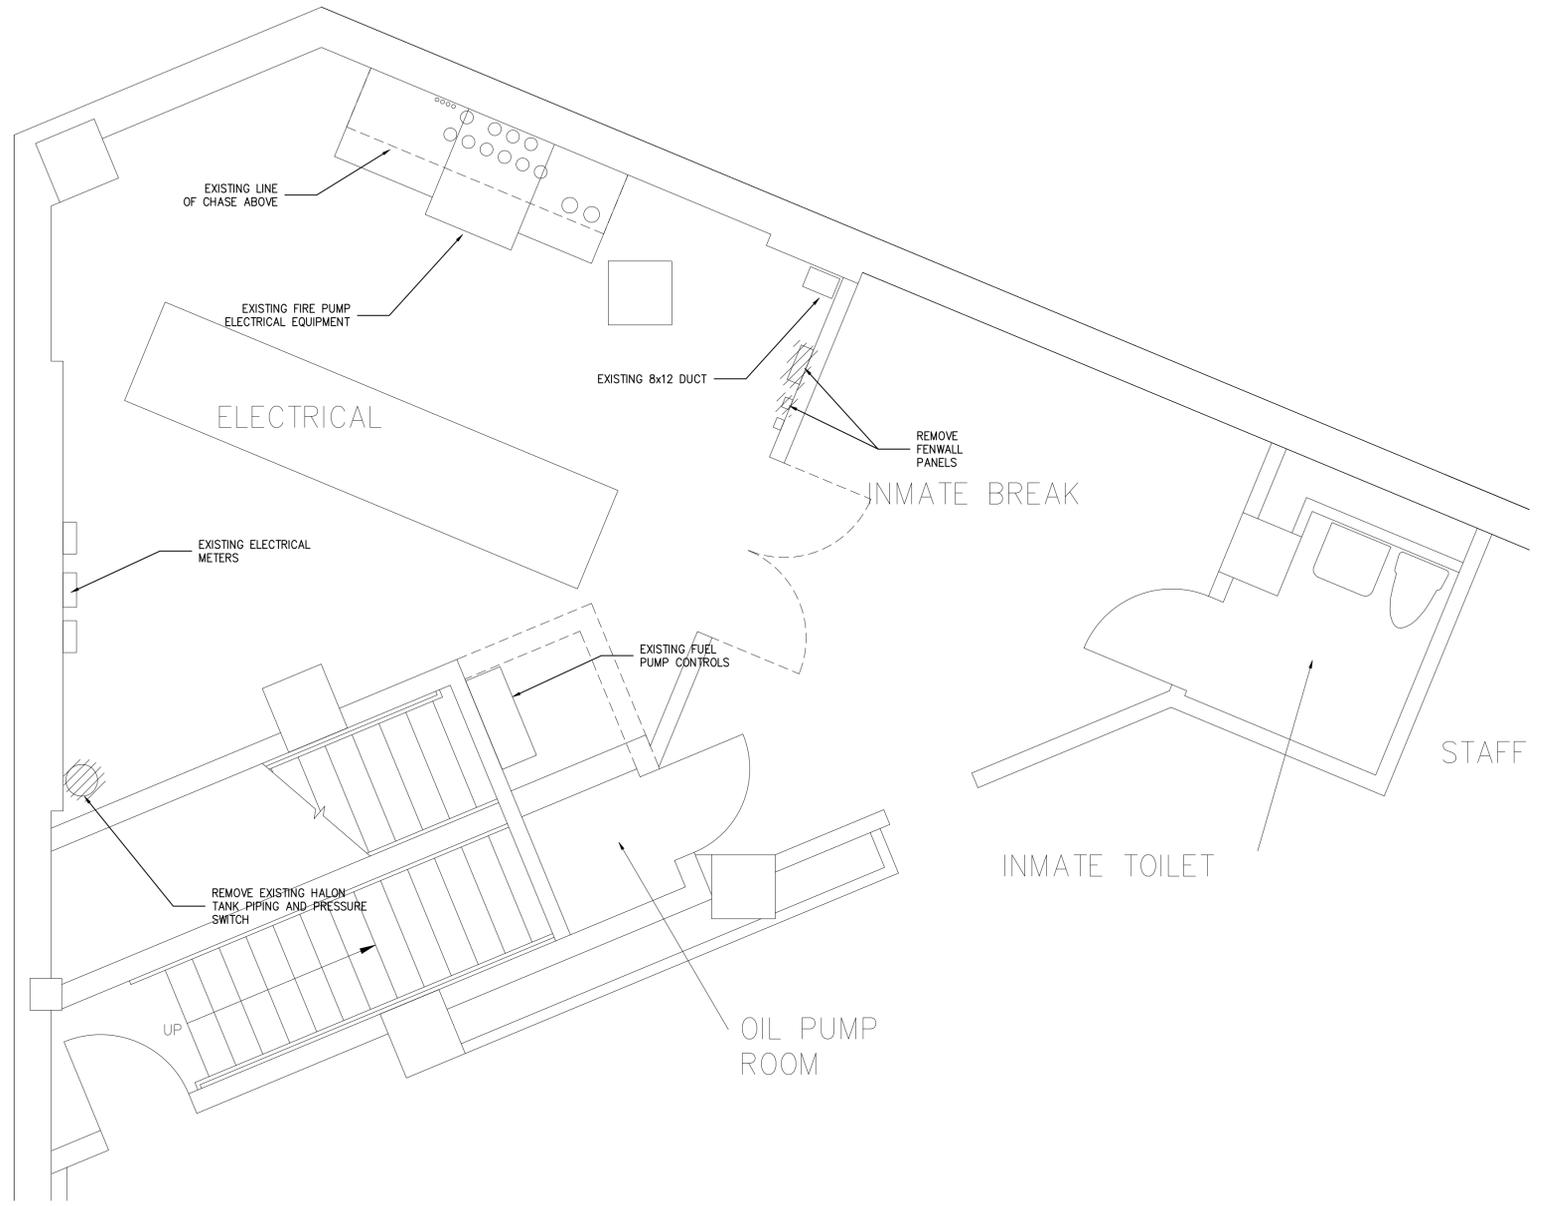 EXISTING LINE
OF CHASE ABOVE
EXISTING FIRE PUMP
ELECTRICAL EQUIPMENT
EXISTING 8x12 DUCT
ELECTRICAL
REMOVE
FENWALL
PANELS
INMATE BREAK
EXISTING ELECTRICAL
METERS
EXISTING FUEL
PUMP CONTROLS
STAFF
INMATE TOILET
REMOVE EXISTING HALON
TANK PIPING AND PRESSURE
SWITCH
UP
OIL PUMP
ROOM